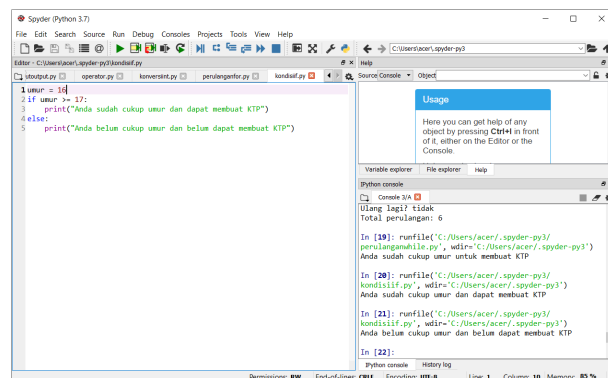 Spyder (Python 3.7)
File Edit Search Source Run Debug Consoles Projects Tools View Help
C:\Users\acer\.spyder-py3
Editor - C:\Users\acer\.spyder-py3\kondisiif.py
utoutput.py operator.py konversiint.py perulanganfor.py kondisiif.py
1 umur = 16
2 if umur >= 17:
3 print("Anda sudah cukup umur dan dapat membuat KTP")
4 else:
5 print("Anda belum cukup umur dan belum dapat membuat KTP")
Help
Source Console Object
Usage
Here you can get help of any
object by pressing Ctrl+I in front
of it, either on the Editor or the
Console.
Variable explorer File explorer Help
IPython console
Console 3/A
Ulang lagi? tidak
Total perulangan: 6
In [19]: runfile('C:/Users/acer/.spyder-py3/
perulanganwhile.py', wdir='C:/Users/acer/.spyder-py3')
Anda sudah cukup umur untuk membuat KTP
In [20]: runfile('C:/Users/acer/.spyder-py3/
kondisiif.py', wdir='C:/Users/acer/.spyder-py3')
Anda sudah cukup umur dan dapat membuat KTP
In [21]: runfile('C:/Users/acer/.spyder-py3/
kondisiif.py', wdir='C:/Users/acer/.spyder-py3')
Anda belum cukup umur dan belum dapat membuat KTP
In [22]:
IPython console History log
Permissions: RW End-of-lines: CRLF Encoding: UTF-8 Line: 1 Column: 10 Memory: 85 %